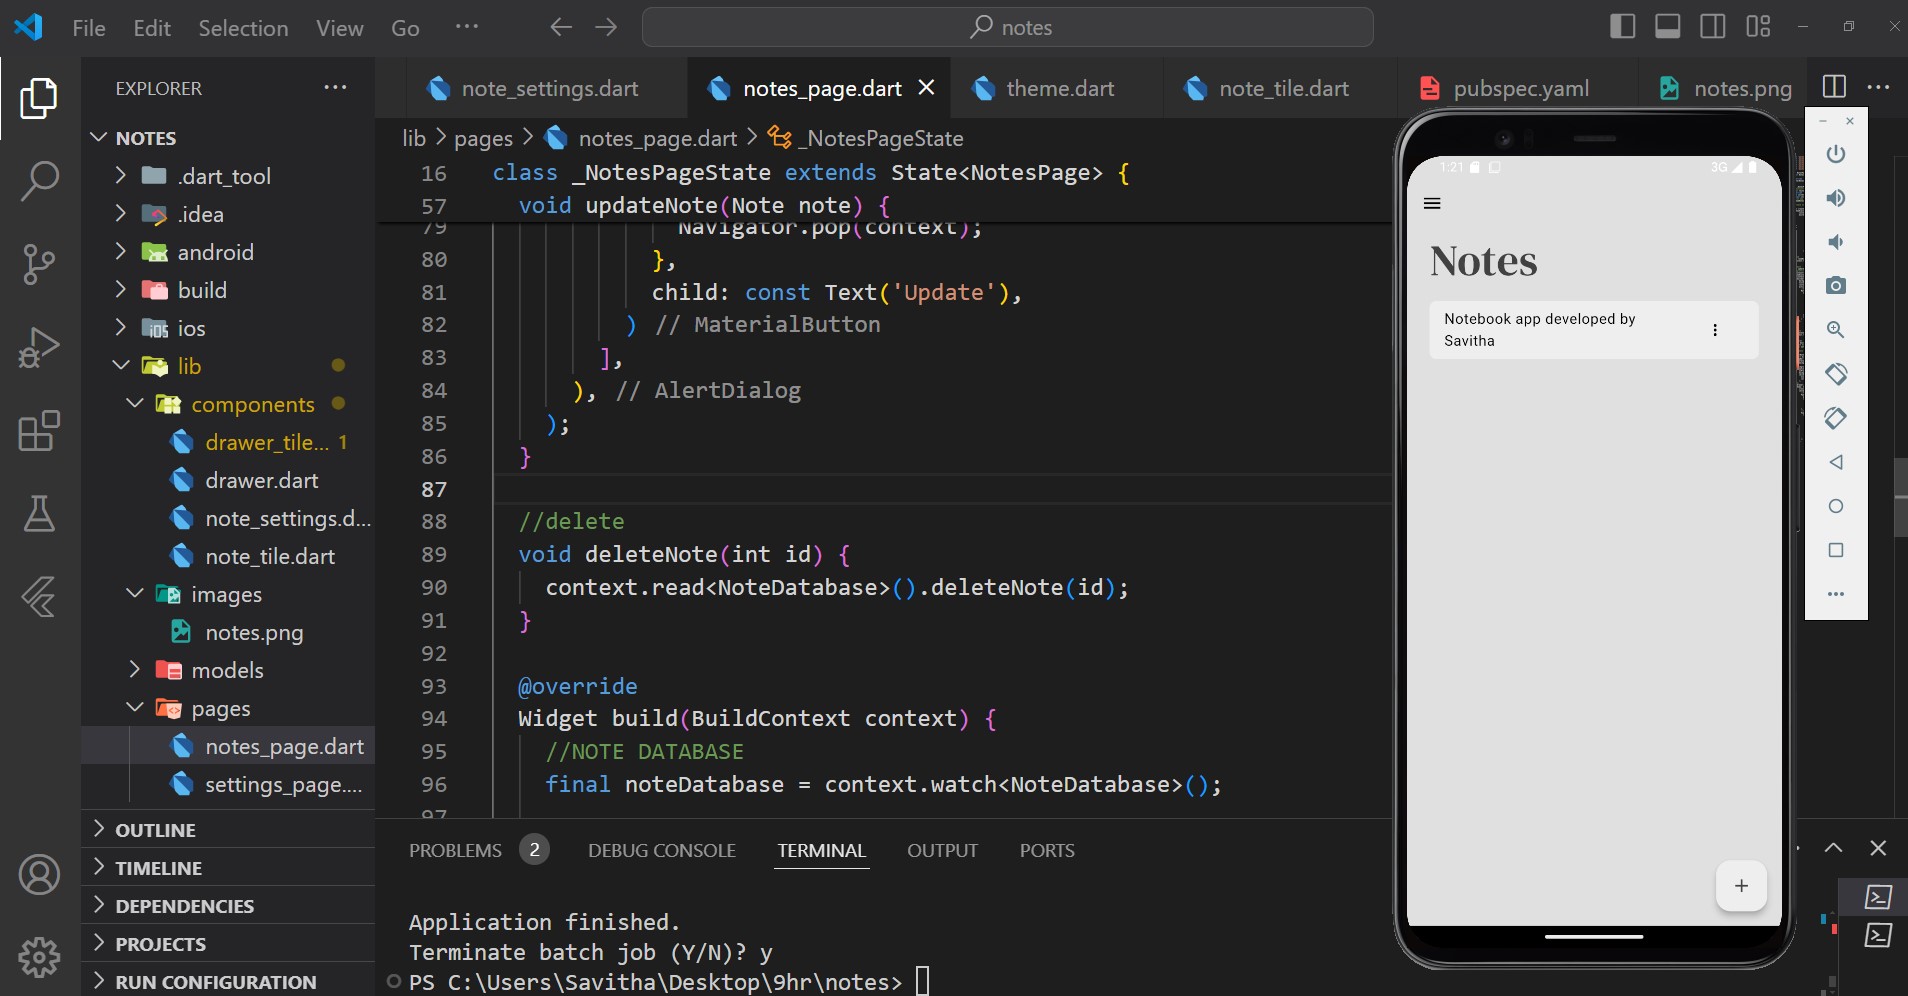 File Edit Selection View Go ··· notes
EXPLORER ···
NOTES
.dart_tool
.idea
android
build
ios
lib
components
drawer_tile... 1
drawer.dart
note_settings.d...
note_tile.dart
images
notes.png
models
pages
notes_page.dart
settings_page....
OUTLINE
TIMELINE
DEPENDENCIES
PROJECTS
RUN CONFIGURATION
note_settings.dart notes_page.dart theme.dart note_tile.dart pubspec.yaml notes.png
lib > pages > notes_page.dart > _NotesPageState
16 class _NotesPageState extends State<NotesPage> {
57 void updateNote(Note note) {
79 Navigator.pop(context);
80 },
81 child: const Text('Update'),
82 ) // MaterialButton
83 ],
84 ), // AlertDialog
85 );
86 }
87
88 //delete
89 void deleteNote(int id) {
90 context.read<NoteDatabase>().deleteNote(id);
91 }
92
93 @override
94 Widget build(BuildContext context) {
95 //NOTE DATABASE
96 final noteDatabase = context.watch<NoteDatabase>();
97
PROBLEMS 2 DEBUG CONSOLE TERMINAL OUTPUT PORTS
Application finished.
Terminate batch job (Y/N)? y
PS C:\Users\Savitha\Desktop\9hr\notes>
1:21 3G
Notes
Notebook app developed by
Savitha
+